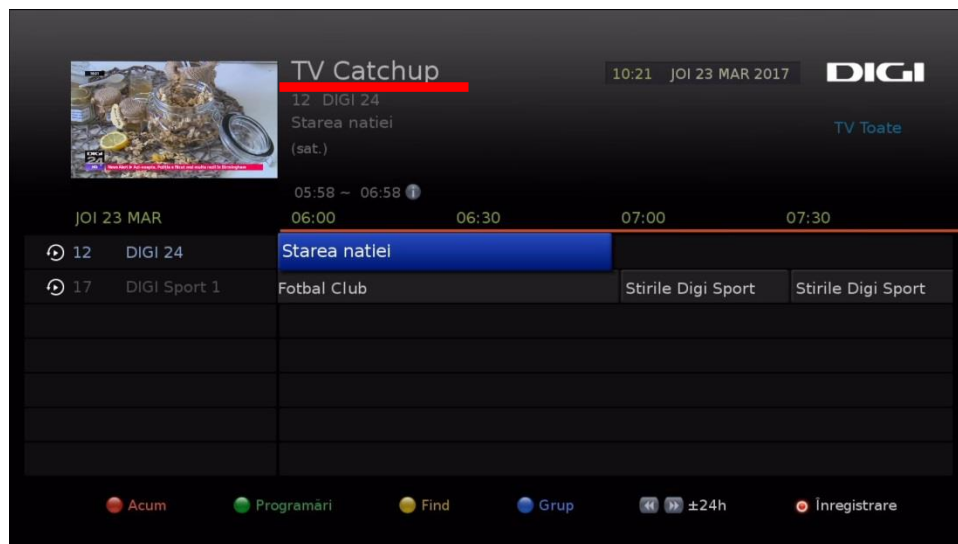 TV Catchup
10:21 JOI 23 MAR 2017
DIGI
12 DIGI 24
Starea natiei
(sat.)
TV Toate
05:58 ~ 06:58
JOI 23 MAR 06:00 06:30 07:00 07:30
12 DIGI 24 Starea natiei
17 DIGI Sport 1 Fotbal Club Stirile Digi Sport Stirile Digi Sport
Acum Programări Find Grup ±24h Înregistrare